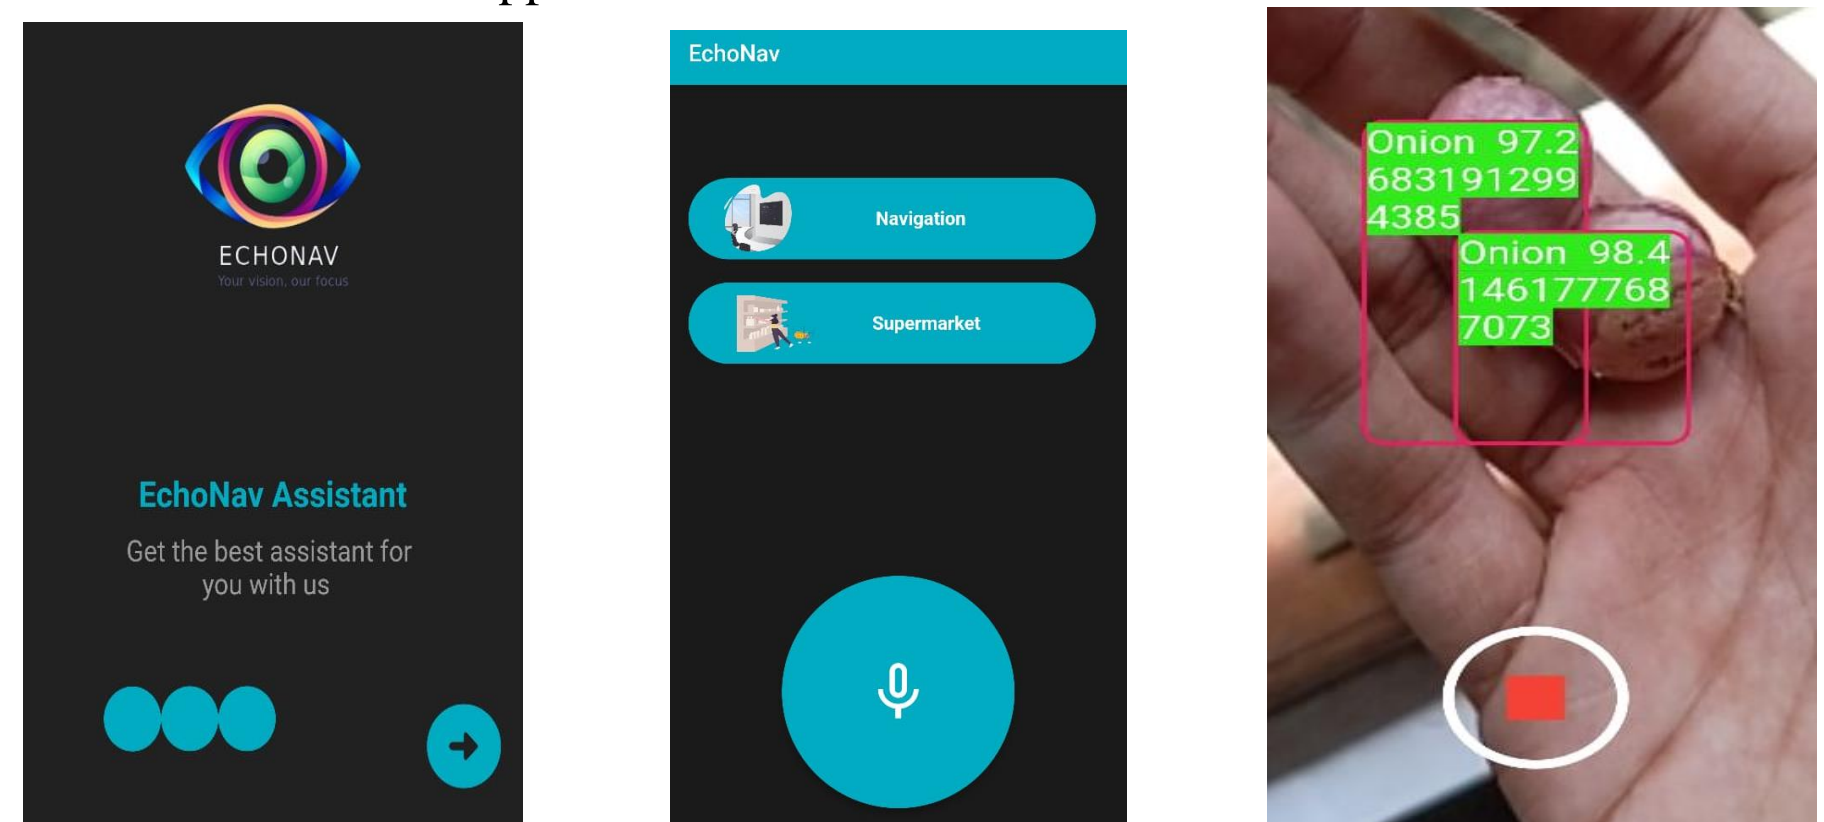 ECHONAV
Your vision, our focus
EchoNav Assistant
Get the best assistant for
you with us
EchoNav
Navigation
Supermarket
Onion 97.2
683191299
4385
Onion 98.4
146177768
7073